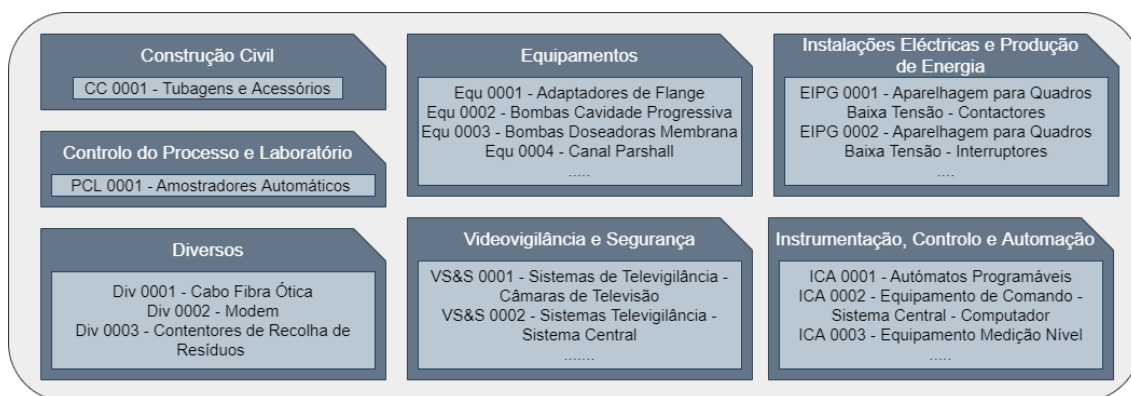 Construção Civil
CC 0001 - Tubagens e Acessórios
Controlo do Processo e Laboratório
PCL 0001 - Amostradores Automáticos
Diversos
Div 0001 - Cabo Fibra Ótica
Div 0002 - Modem
Div 0003 - Contentores de Recolha de
Resíduos
Equipamentos
Equ 0001 - Adaptadores de Flange
Equ 0002 - Bombas Cavidade Progressiva
Equ 0003 - Bombas Doseadoras Membrana
Equ 0004 - Canal Parshall
.....
Videovigilância e Segurança
VS&S 0001 - Sistemas de Televigilância -
Câmaras de Televisão
VS&S 0002 - Sistemas Televigilância -
Sistema Central
.......
Instalações Eléctricas e Produção
de Energia
EIPG 0001 - Aparelhagem para Quadros
Baixa Tensão - Contactores
EIPG 0002 - Aparelhagem para Quadros
Baixa Tensão - Interruptores
....
Instrumentação, Controlo e Automação
ICA 0001 - Autómatos Programáveis
ICA 0002 - Equipamento de Comando -
Sistema Central - Computador
ICA 0003 - Equipamento Medição Nível
.....